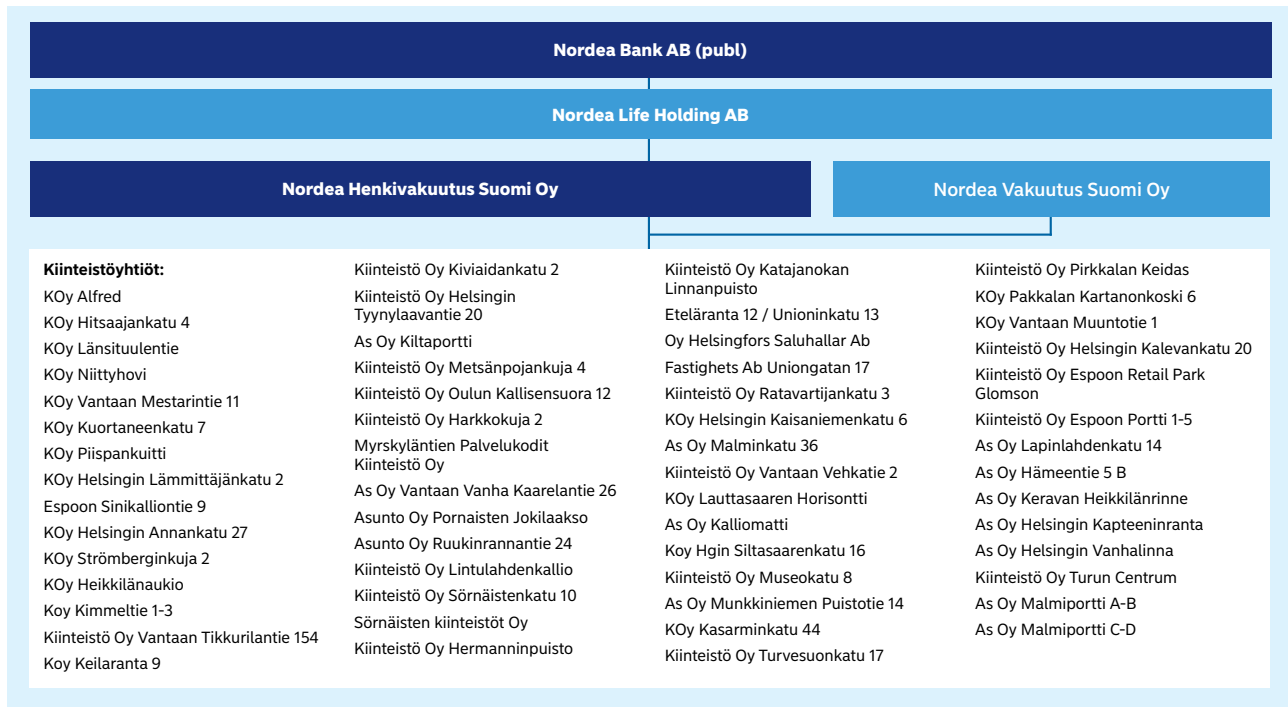 Nordea Bank AB (publ)
Nordea Life Holding AB
Nordea Henkivakuutus Suomi Oy
Nordea Vakuutus Suomi Oy
Kiinteistöyhtiöt:
KOy Alfred
KOy Hitsaajankatu 4
KOy Länsituulentie
KOy Niittyhovi
KOy Vantaan Mestarintie 11
KOy Kuortaneenkatu 7
KOy Piispankuitti
KOy Helsingin Lämmittäjänkatu 2
Espoon Sinikalliontie 9
KOy Helsingin Annankatu 27
KOy Strömberginkuja 2
KOy Heikkilänaukio
Koy Kimmeltie 1-3
Kiinteistö Oy Vantaan Tikkurilantie 154
Koy Keilaranta 9
Kiinteistö Oy Kiviaidankatu 2
Kiinteistö Oy Helsingin
Tyynylaavantie 20
As Oy Kiltaportti
Kiinteistö Oy Metsänpojankuja 4
Kiinteistö Oy Oulun Kallisensuora 12
Kiinteistö Oy Harkkokuja 2
Myrskyläntien Palvelukodit
Kiinteistö Oy
As Oy Vantaan Vanha Kaarelantie 26
Asunto Oy Pornaisten Jokilaakso
Asunto Oy Ruukinrannantie 24
Kiinteistö Oy Lintulahdenkallio
Kiinteistö Oy Sörnäistenkatu 10
Sörnäisten kiinteistöt Oy
Kiinteistö Oy Hermanninpuisto
Kiinteistö Oy Katajanokan
Linnanpuisto
Eteläranta 12 / Unioninkatu 13
Oy Helsingfors Saluhallar Ab
Fastighets Ab Uniongatan 17
Kiinteistö Oy Ratavartijankatu 3
KOy Helsingin Kaisaniemenkatu 6
As Oy Malminkatu 36
Kiinteistö Oy Vantaan Vehkatie 2
KOy Lauttasaaren Horisontti
As Oy Kalliomatti
Koy Hgin Siltasaarenkatu 16
Kiinteistö Oy Museokatu 8
As Oy Munkkiniemen Puistotie 14
KOy Kasarminkatu 44
Kiinteistö Oy Turvesuonkatu 17
Kiinteistö Oy Pirkkalan Keidas
KOy Pakkalan Kartanonkoski 6
KOy Vantaan Muuntotie 1
Kiinteistö Oy Helsingin Kalevankatu 20
Kiinteistö Oy Espoon Retail Park
Glomson
Kiinteistö Oy Espoon Portti 1-5
As Oy Lapinlahdenkatu 14
As Oy Hämeentie 5 B
As Oy Keravan Heikkilänrinne
As Oy Helsingin Kapteeninranta
As Oy Helsingin Vanhalinna
Kiinteistö Oy Turun Centrum
As Oy Malmiportti A-B
As Oy Malmiportti C-D